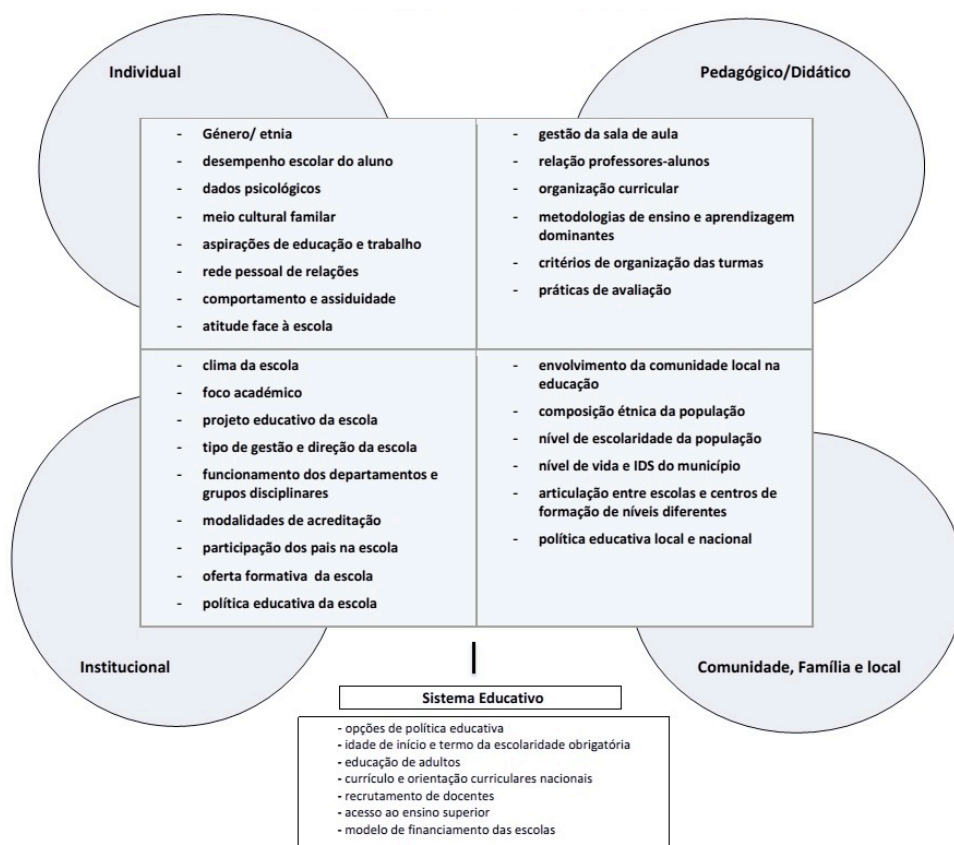 Individual
- Género/ etnia
- desempenho escolar do aluno
- dados psicológicos
- meio cultural familar
- aspirações de educação e trabalho
- rede pessoal de relações
- comportamento e assiduidade
- atitude face à escola
Pedagógico/Didático
- gestão da sala de aula
- relação professores-alunos
- organização curricular
- metodologias de ensino e aprendizagem
dominantes
- critérios de organização das turmas
- práticas de avaliação
- clima da escola
- foco académico
- projeto educativo da escola
- tipo de gestão e direção da escola
- funcionamento dos departamentos e
grupos disciplinares
- modalidades de acreditação
- participação dos pais na escola
- oferta formativa da escola
- política educativa da escola
Institucional
- envolvimento da comunidade local na
educação
- composição étnica da população
- nível de escolaridade da população
- nível de vida e IDS do município
- articulação entre escolas e centros de
formação de níveis diferentes
- política educativa local e nacional
Comunidade, Família e local
Sistema Educativo
- opções de política educativa
- idade de início e termo da escolaridade obrigatória
- educação de adultos
- currículo e orientação curriculares nacionais
- recrutamento de docentes
- acesso ao ensino superior
- modelo de financiamento das escolas